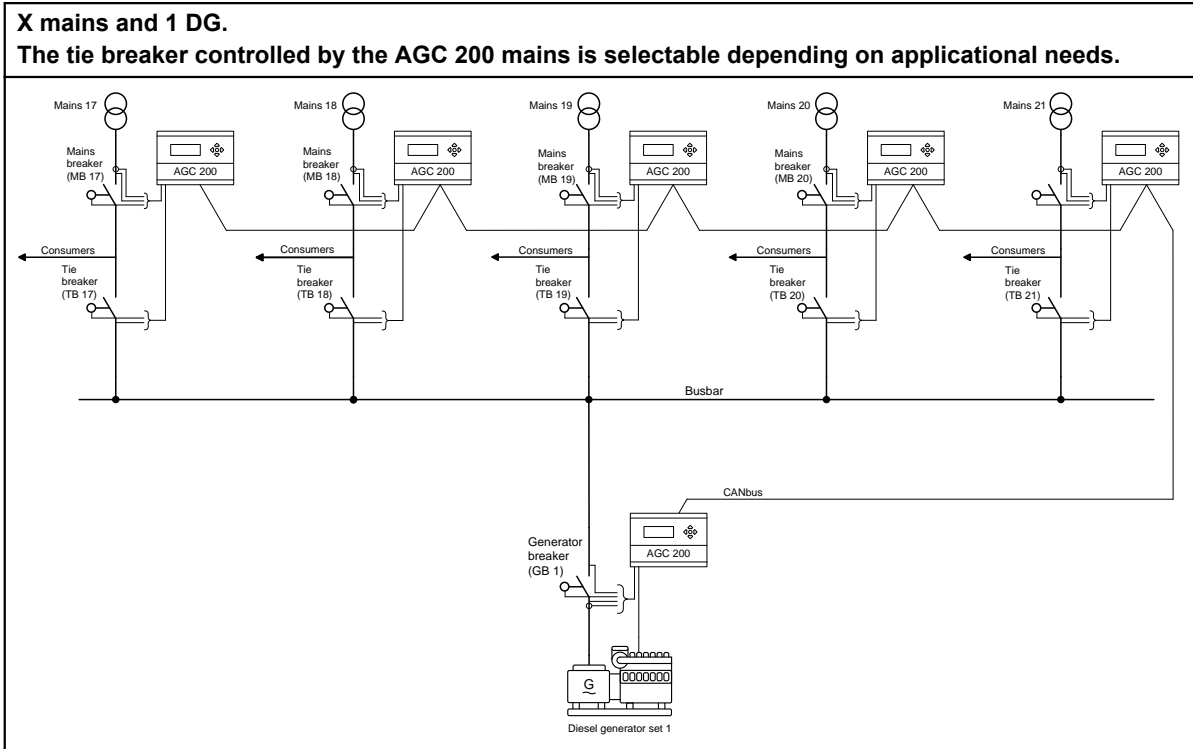 X mains and 1 DG.
The tie breaker controlled by the AGC 200 mains is selectable depending on applicational needs.
Mains 17
Mains 18
Mains 19
Mains 20
Mains 21
Mains
breaker
(MB 17)
AGC 200
Mains
breaker
(MB 18)
AGC 200
Mains
breaker
(MB 19)
AGC 200
Mains
breaker
(MB 20)
AGC 200
Mains
breaker
(MB 21)
AGC 200
Consumers
Consumers
Consumers
Consumers
Consumers
Tie
breaker
(TB 17)
Tie
breaker
(TB 18)
Tie
breaker
(TB 19)
Tie
breaker
(TB 20)
Tie
breaker
(TB 21)
Busbar
CANbus
Generator
breaker
(GB 1)
AGC 200
G
~
Diesel generator set 1